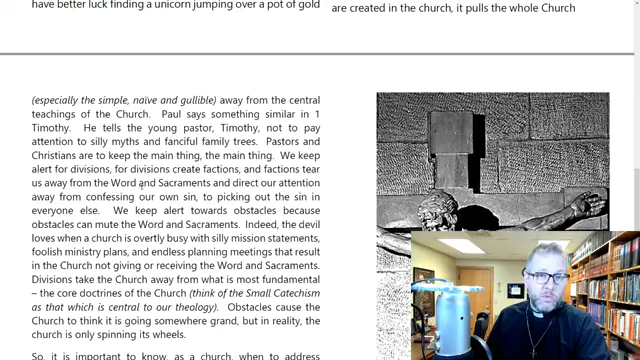 have better luck finding a unicorn jumping over a pot of gold
are created in the church, it pulls the whole Church
(especially the simple, naïve and gullible) away from the central
teachings of the Church. Paul says something similar in 1
Timothy. He tells the young pastor, Timothy, not to pay
attention to silly myths and fanciful family trees. Pastors and
Christians are to keep the main thing, the main thing. We keep
alert for divisions, for divisions create factions, and factions tear
us away from the Word and Sacraments and direct our attention
away from confessing our own sin, to picking out the sin in
everyone else. We keep alert towards obstacles because
obstacles can mute the Word and Sacraments. Indeed, the devil
loves when a church is overtly busy with silly mission statements,
foolish ministry plans, and endless planning meetings that result
in the Church not giving or receiving the Word and Sacraments.
Divisions take the Church away from what is most fundamental
– the core doctrines of the Church (think of the Small Catechism
as that which is central to our theology). Obstacles cause the
Church to think it is going somewhere grand, but in reality, the
church is only spinning its wheels.
So, it is important to know, as a church, when to address